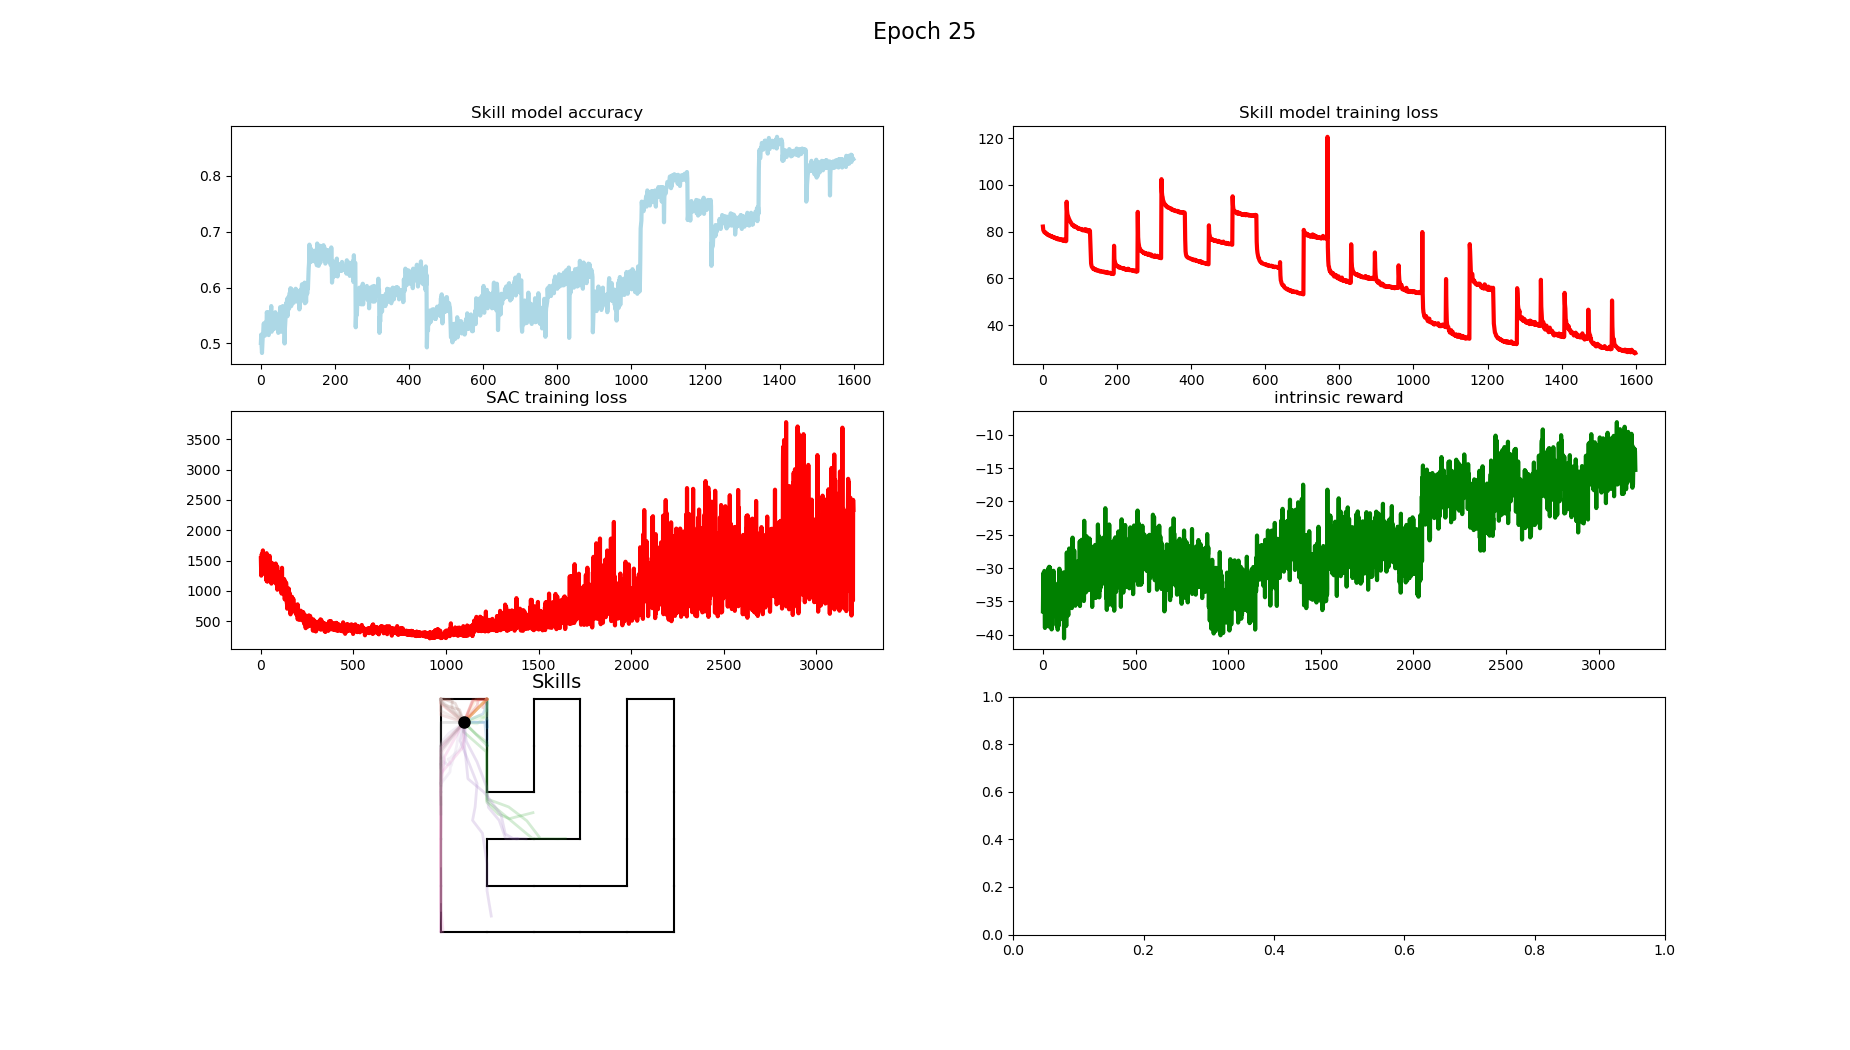 Epoch 25
Skill model accuracy
0.8
0.7
0.6
0.5
0 200 400 600 800 1000 1200 1400 1600
Skill model training loss
120
100
80
60
40
0 200 400 600 800 1000 1200 1400 1600
SAC training loss
3500
3000
2500
2000
1500
1000
500
0 500 1000 1500 2000 2500 3000
intrinsic reward
−10
−15
−20
−25
−30
−35
−40
0 500 1000 1500 2000 2500 3000
Skills
1.0
0.8
0.6
0.4
0.2
0.0
0.0 0.2 0.4 0.6 0.8 1.0